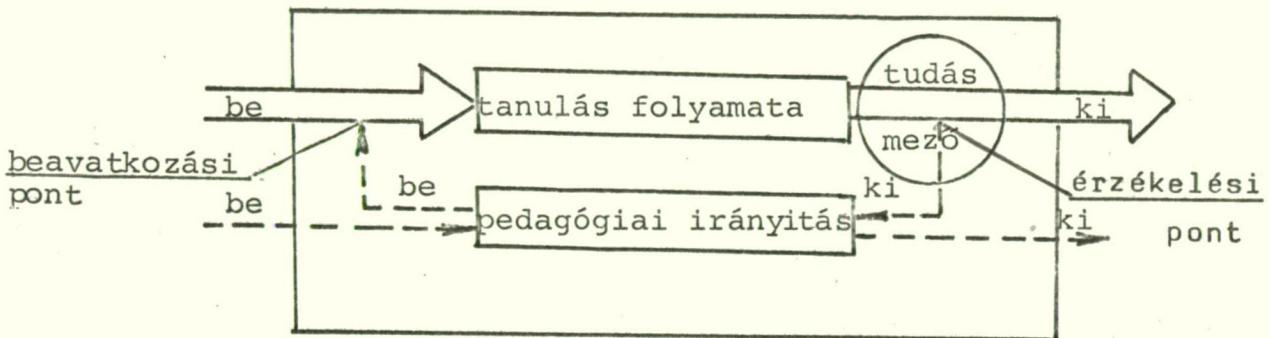 tudás
be
tanulás folyamata
ki
mező
beavatkozási
pont
be
ki
érzékelési
be
pedagógiai irányitás
ki
pont